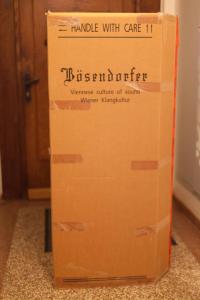 HANDLE WITH CARE !!
Bösendorfer
Viennese culture of sound
Wiener Klangkultur